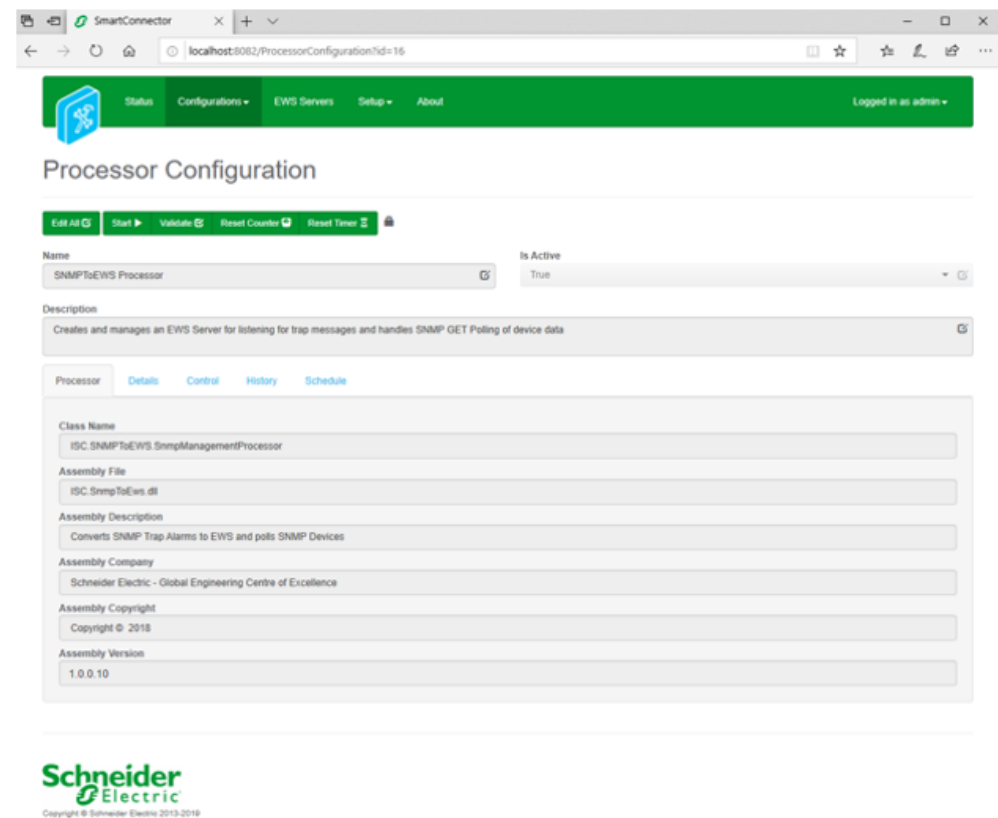 SmartConnector
localhost:8082/ProcessorConfiguration?id=16
Status Configurations EWS Servers Setup About Logged in as admin
Processor Configuration
Edit All Start Validate Reset Counter Reset Timer
Name Is Active
SNMPToEWS Processor True
Description
Creates and manages an EWS Server for listening for trap messages and handles SNMP GET Polling of device data
Processor Details Control History Schedule
Class Name
ISC.SNMPToEWS.SnmpManagementProcessor
Assembly File
ISC.SnmpToEws.dll
Assembly Description
Converts SNMP Trap Alarms to EWS and polls SNMP Devices
Assembly Company
Schneider Electric - Global Engineering Centre of Excellence
Assembly Copyright
Copyright © 2018
Assembly Version
1.0.0.10
Schneider
Electric
Copyright © Schneider Electric 2013-2019